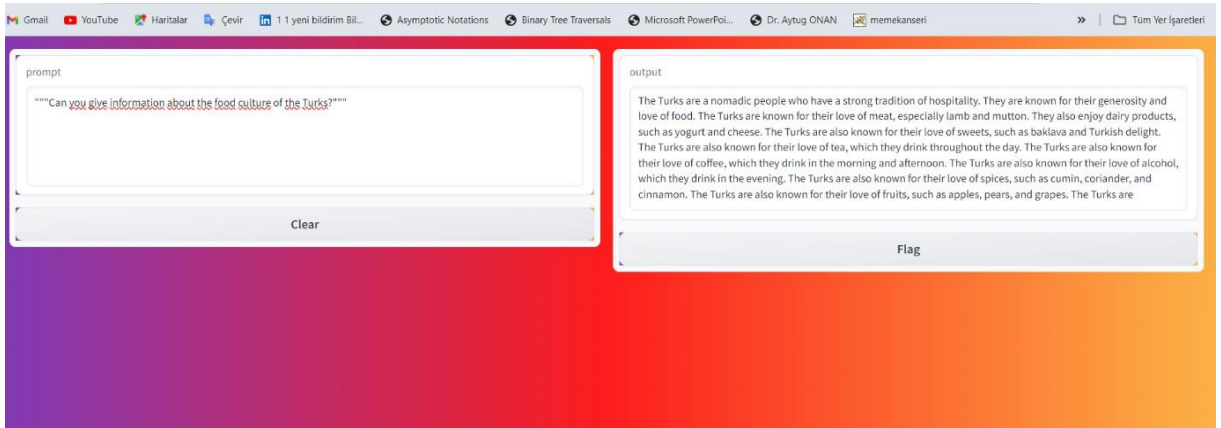 Gmail YouTube Haritalar Çevir 1 1 yeni bildirim Bil... Asymptotic Notations Binary Tree Traversals Microsoft PowerPoi... Dr. Aytug ONAN memekanseri » Tüm Yer İşaretleri
prompt
"""Can you give information about the food culture of the Turks?"""
Clear
output
The Turks are a nomadic people who have a strong tradition of hospitality. They are known for their generosity and
love of food. The Turks are known for their love of meat, especially lamb and mutton. They also enjoy dairy products,
such as yogurt and cheese. The Turks are also known for their love of sweets, such as baklava and Turkish delight.
The Turks are also known for their love of tea, which they drink throughout the day. The Turks are also known for
their love of coffee, which they drink in the morning and afternoon. The Turks are also known for their love of alcohol,
which they drink in the evening. The Turks are also known for their love of spices, such as cumin, coriander, and
cinnamon. The Turks are also known for their love of fruits, such as apples, pears, and grapes. The Turks are
Flag